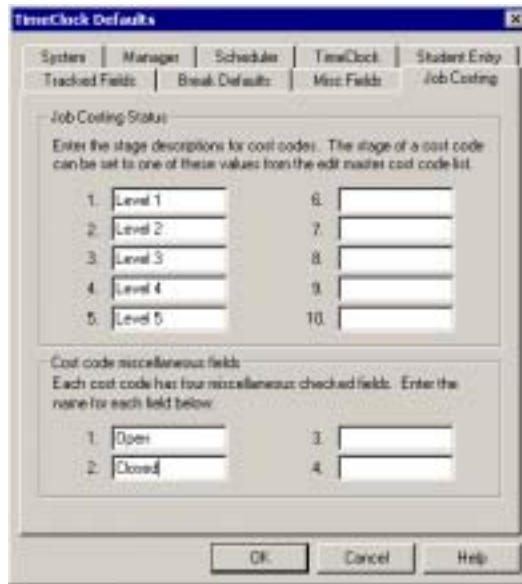 TimeClock Defaults
System Manager Scheduler TimeClock Student Entry
Tracked Fields Break Defaults Misc Fields Job Costing
Job Costing Status
Enter the stage descriptions for cost codes. The stage of a cost code
can be set to one of these values from the edit master cost code list.
1. Level 1 6.
2. Level 2 7.
3. Level 3 8.
4. Level 4 9.
5. Level 5 10.
Cost code miscellaneous fields
Each cost code has four miscellaneous checked fields. Enter the
name for each field below.
1. Open 3.
2. Closed 4.
OK Cancel Help